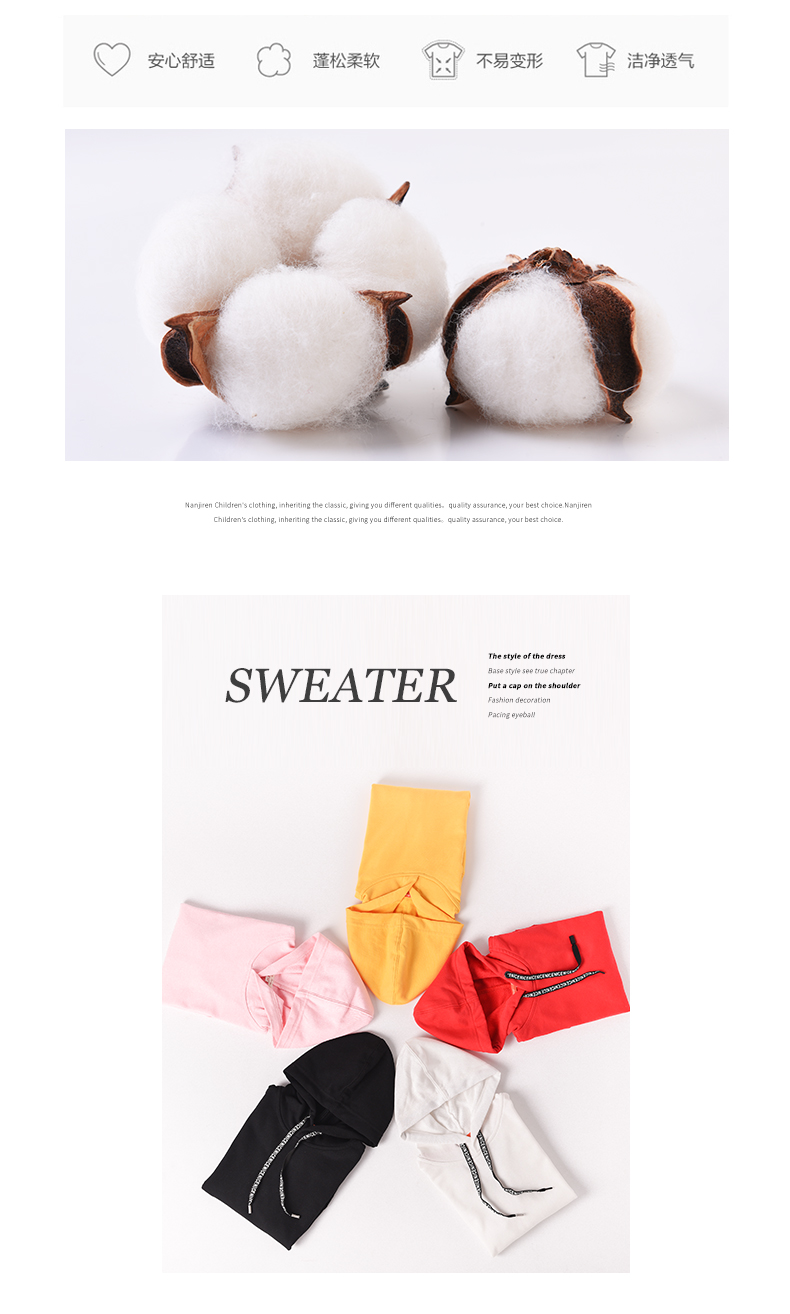 安心舒适
蓬松柔软
不易变形
洁净透气
Nanjiren Children's clothing, inheriting the classic, giving you different qualities。quality assurance, your best choice.Nanjiren
Children's clothing, inheriting the classic, giving you different qualities。quality assurance, your best choice.
SWEATER
The style of the dress
Base style see true chapter
Put a cap on the shoulder
Fashion decoration
Pacing eyeball